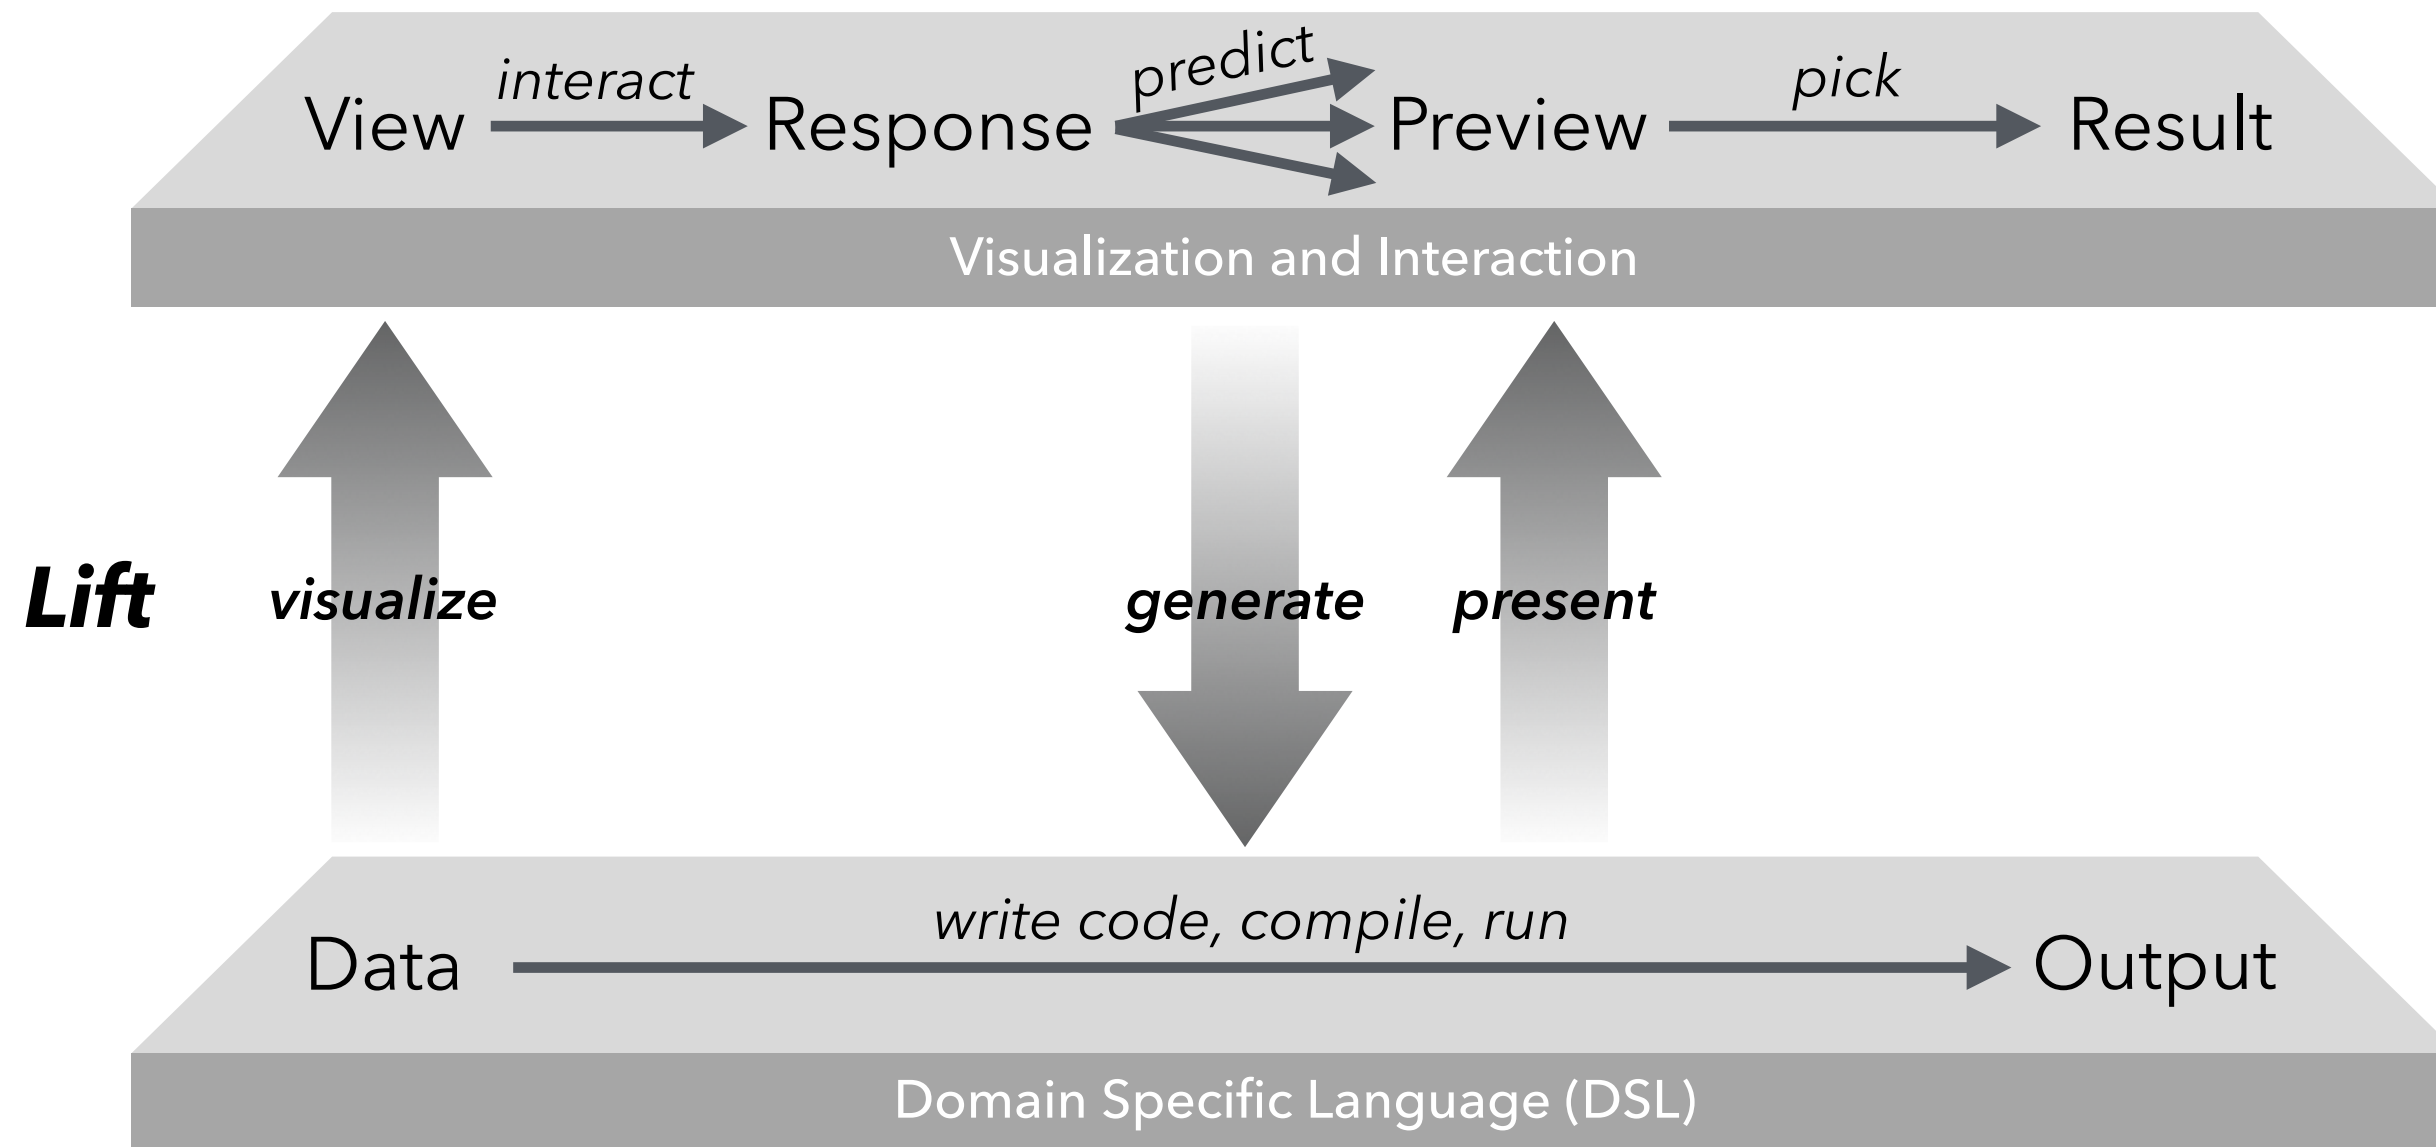 interact predict pick
View Response Preview Result
Visualization and Interaction
Lift visualize generate present
write code, compile, run
Data Output
Domain Specific Language (DSL)